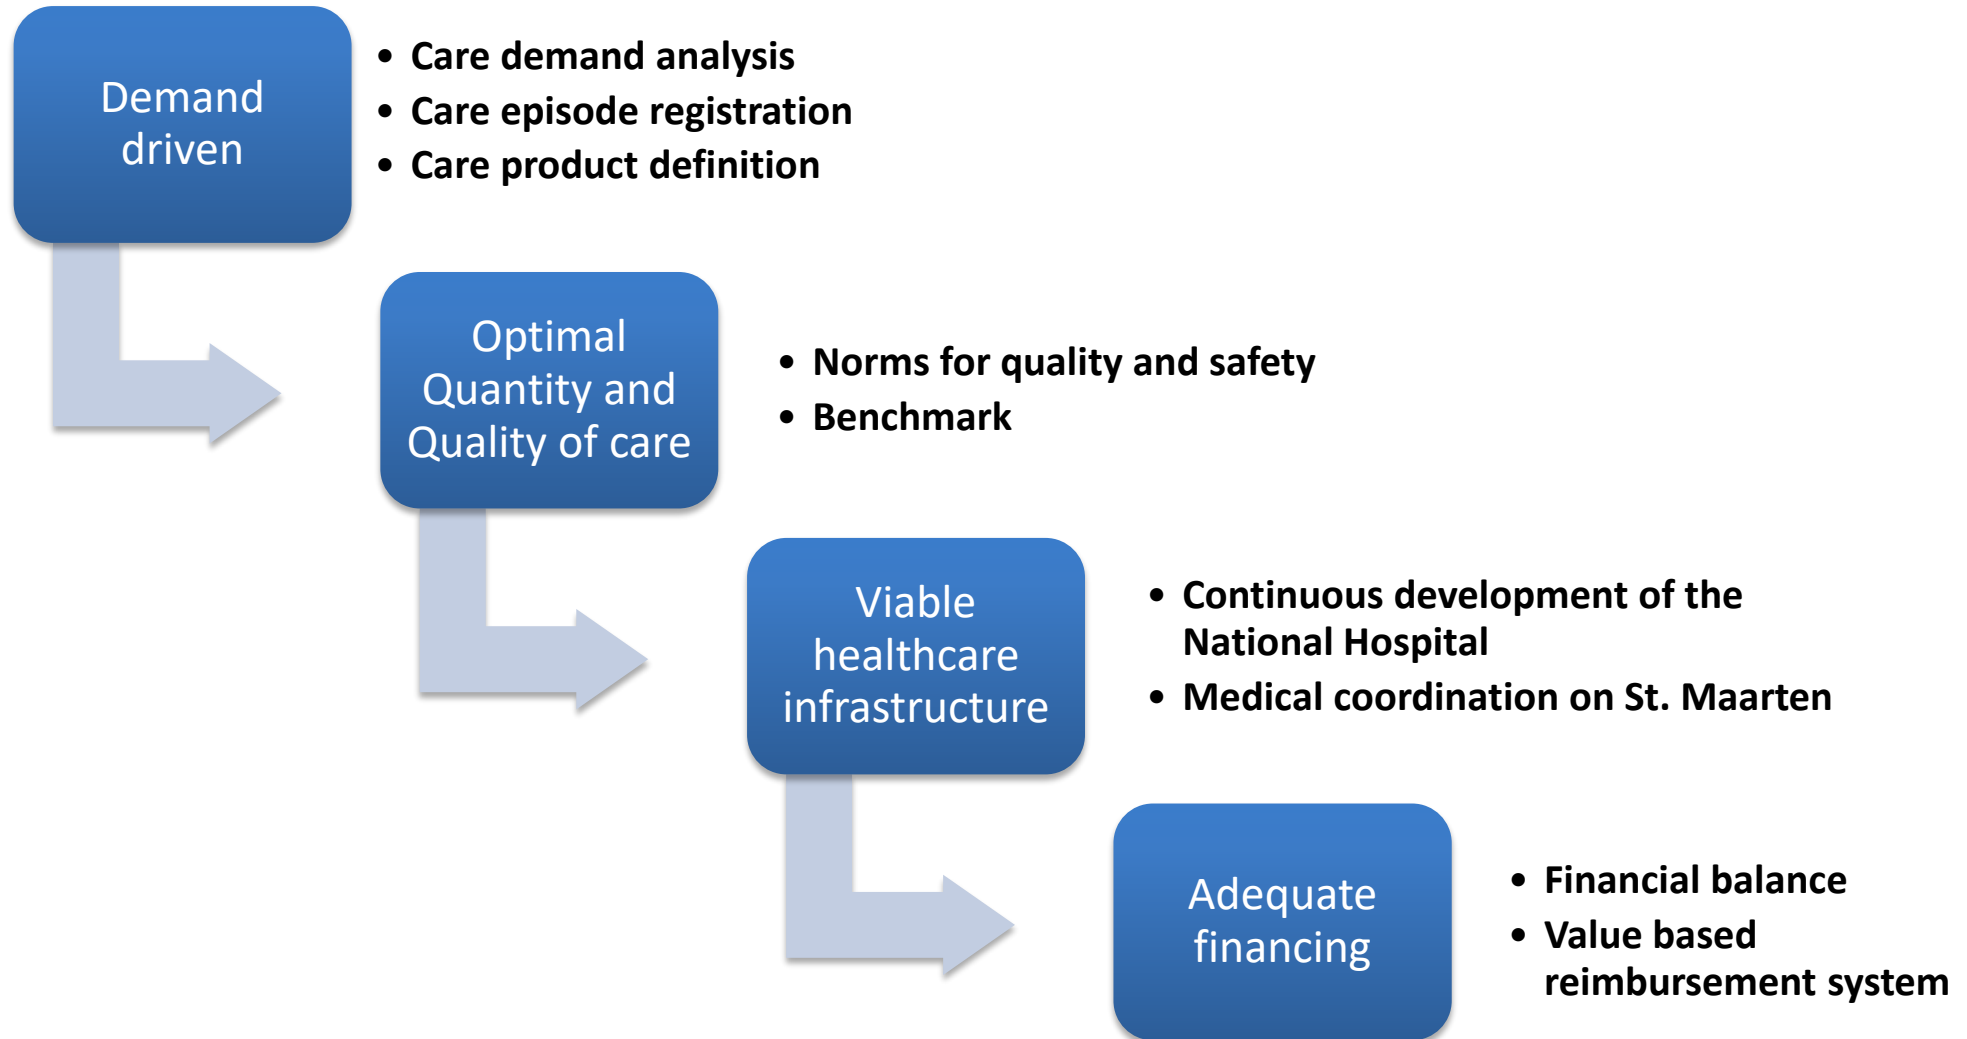 Demand
driven
• Care demand analysis
• Care episode registration
• Care product definition
Optimal
Quantity and
Quality of care
• Norms for quality and safety
• Benchmark
Viable
healthcare
infrastructure
• Continuous development of the
National Hospital
• Medical coordination on St. Maarten
Adequate
financing
• Financial balance
• Value based
reimbursement system